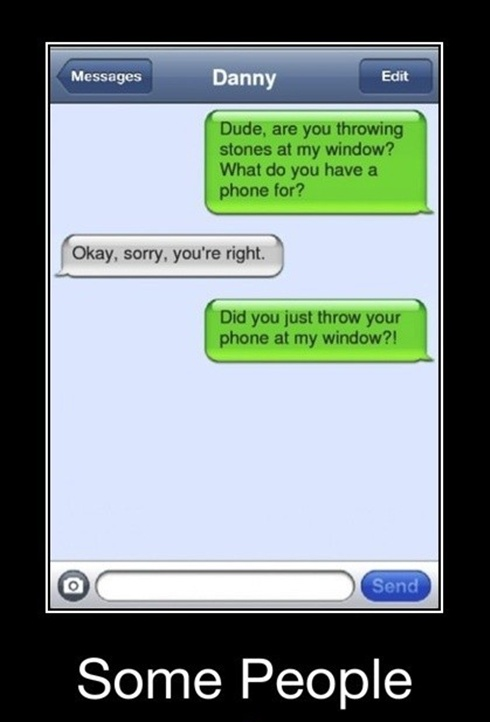 Messages
Danny
Edit
Dude, are you throwing
stones at my window?
What do you have a
phone for?
Okay, sorry, you're right.
Did you just throw your
phone at my window?!
Send
Some People